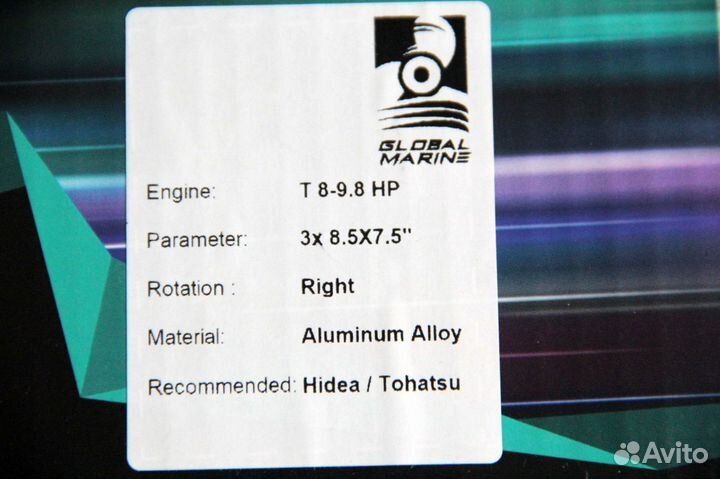 GLOBAL
MARINE
Engine: T 8-9.8 HP
Parameter: 3x 8.5X7.5"
Rotation : Right
Material: Aluminum Alloy
Recommended: Hidea / Tohatsu
Avito